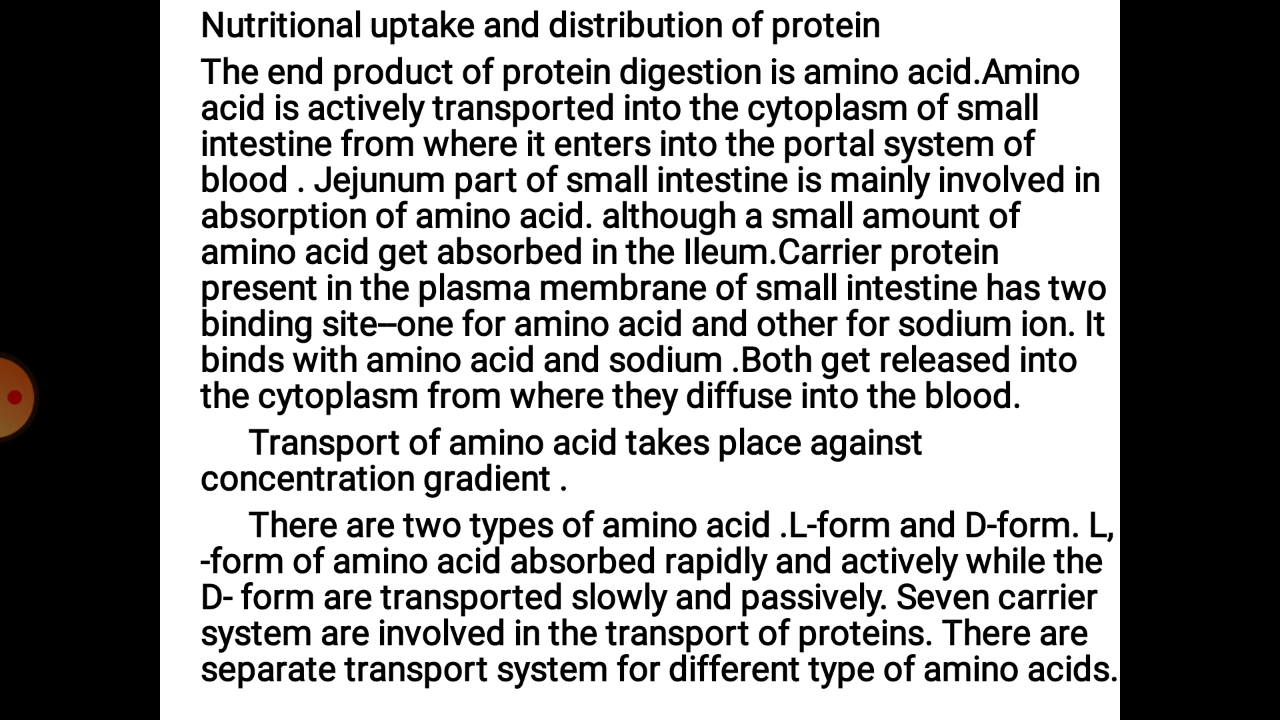 Nutritional uptake and distribution of protein
The end product of protein digestion is amino acid.Amino
acid is actively transported into the cytoplasm of small
intestine from where it enters into the portal system of
blood . Jejunum part of small intestine is mainly involved in
absorption of amino acid. although a small amount of
amino acid get absorbed in the Ileum.Carrier protein
present in the plasma membrane of small intestine has two
binding site–one for amino acid and other for sodium ion. It
binds with amino acid and sodium .Both get released into
the cytoplasm from where they diffuse into the blood.
Transport of amino acid takes place against
concentration gradient .
There are two types of amino acid .L-form and D-form. L,
-form of amino acid absorbed rapidly and actively while the
D- form are transported slowly and passively. Seven carrier
system are involved in the transport of proteins. There are
separate transport system for different type of amino acids.